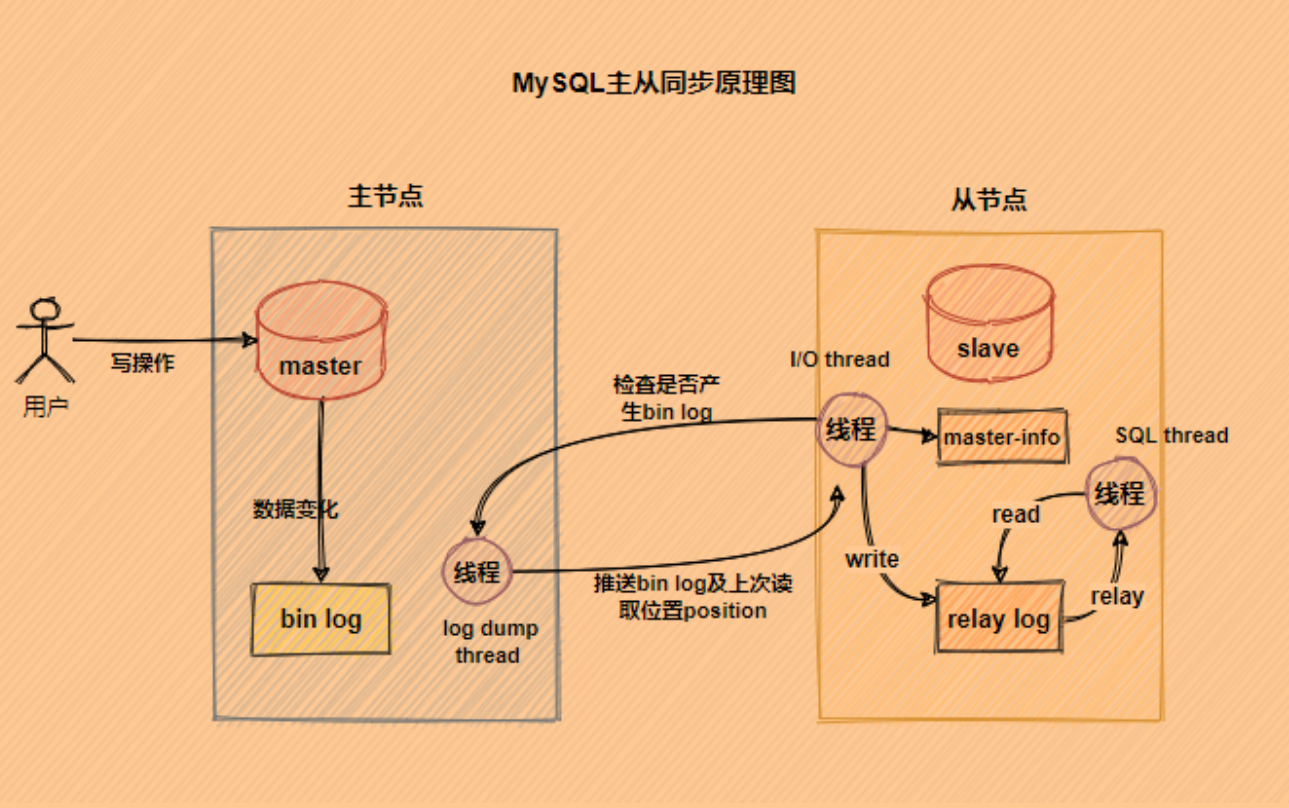 MySQL主从同步原理图
主节点
从节点
用户
写操作
master
数据变化
bin log
线程
log dump
thread
检查是否产
生bin log
推送bin log及上次读
取位置position
I/O thread
线程
slave
master-info
SQL thread
线程
read
write
relay log
relay